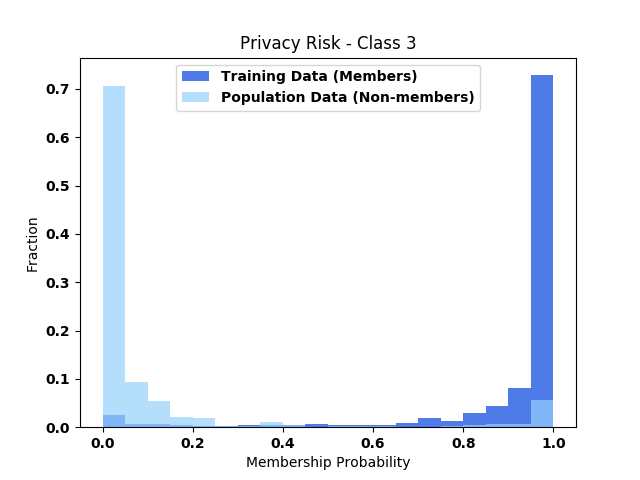 Privacy Risk - Class 3
Training Data (Members)
Population Data (Non-members)
0.7
0.6
0.5
0.4
0.3
0.2
0.1
0.0
Fraction
0.0 0.2 0.4 0.6 0.8 1.0
Membership Probability